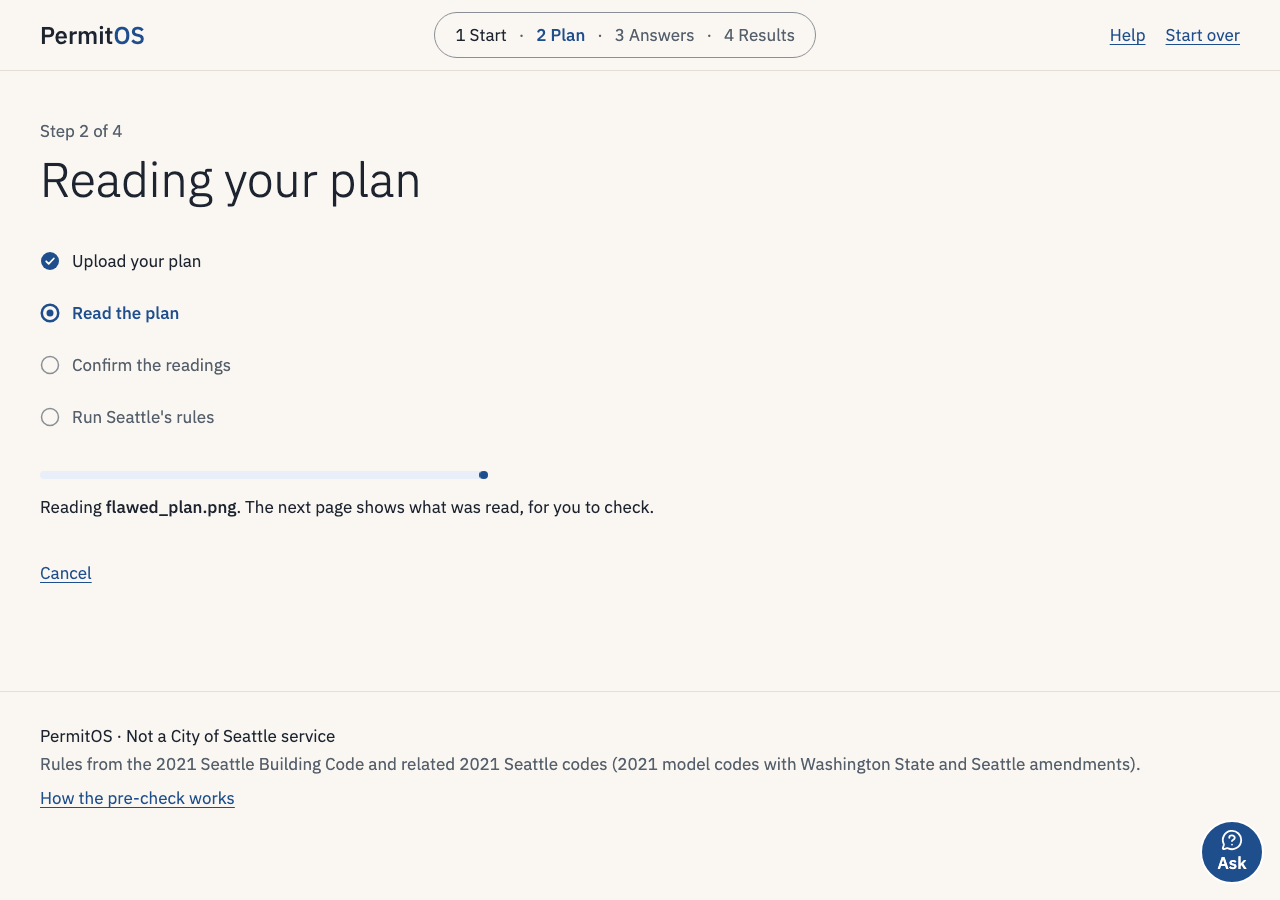 PermitOS
1 Start · 2 Plan · 3 Answers · 4 Results
Help
Start over
Step 2 of 4
Reading your plan
Upload your plan
Read the plan
Confirm the readings
Run Seattle's rules
Reading flawed_plan.png. The next page shows what was read, for you to check.
Cancel
PermitOS · Not a City of Seattle service
Rules from the 2021 Seattle Building Code and related 2021 Seattle codes (2021 model codes with Washington State and Seattle amendments).
How the pre-check works
Ask